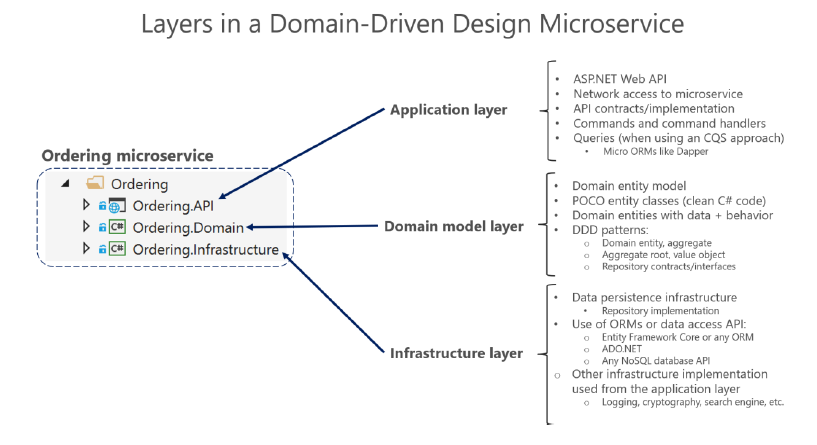 Layers in a Domain-Driven Design Microservice
Ordering microservice
Ordering
Ordering.API
C# Ordering.Domain
C# Ordering.Infrastructure
Application layer
• ASP.NET Web API
• Network access to microservice
• API contracts/implementation
• Commands and command handlers
• Queries (when using an CQS approach)
• Micro ORMs like Dapper
Domain model layer
• Domain entity model
• POCO entity classes (clean C# code)
• Domain entities with data + behavior
• DDD patterns:
o Domain entity, aggregate
o Aggregate root, value object
o Repository contracts/interfaces
Infrastructure layer
• Data persistence infrastructure
• Repository implementation
• Use of ORMs or data access API:
o Entity Framework Core or any ORM
o ADO.NET
o Any NoSQL database API
o Other infrastructure implementation
used from the application layer
o Logging, cryptography, search engine, etc.